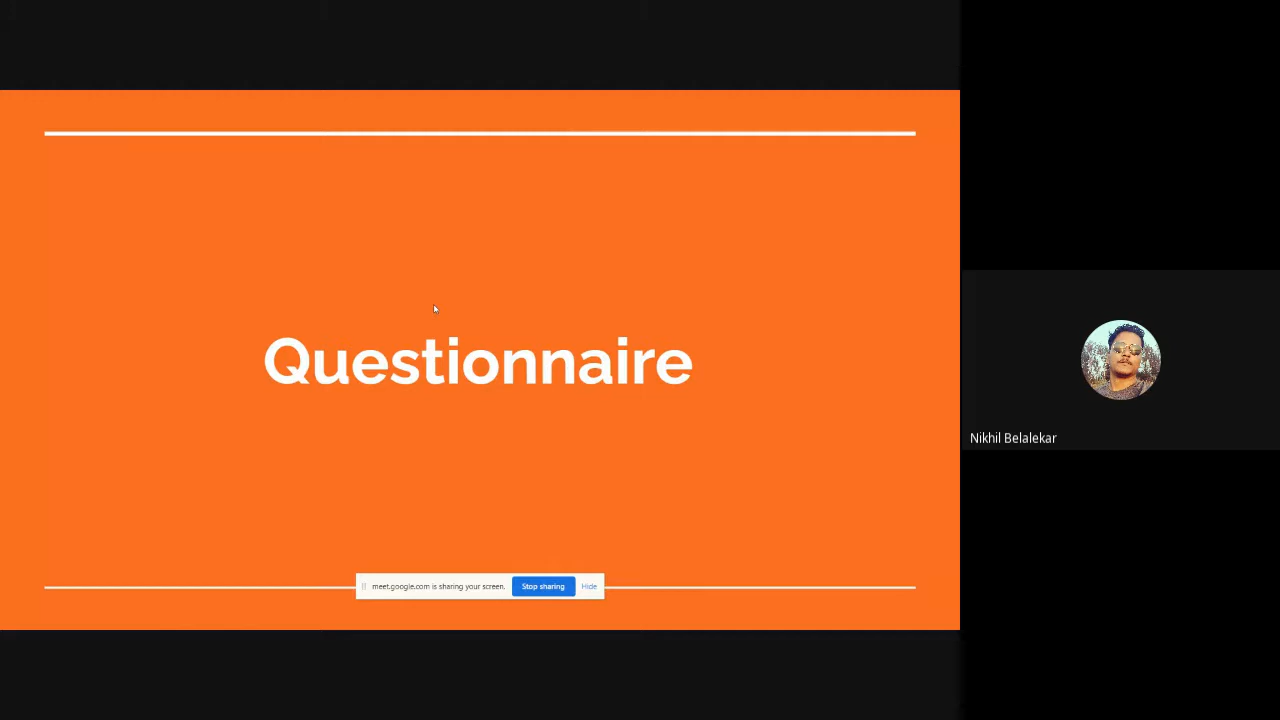 Questionnaire
meet.google.com is sharing your screen. Stop sharing Hide
Nikhil Belalekar